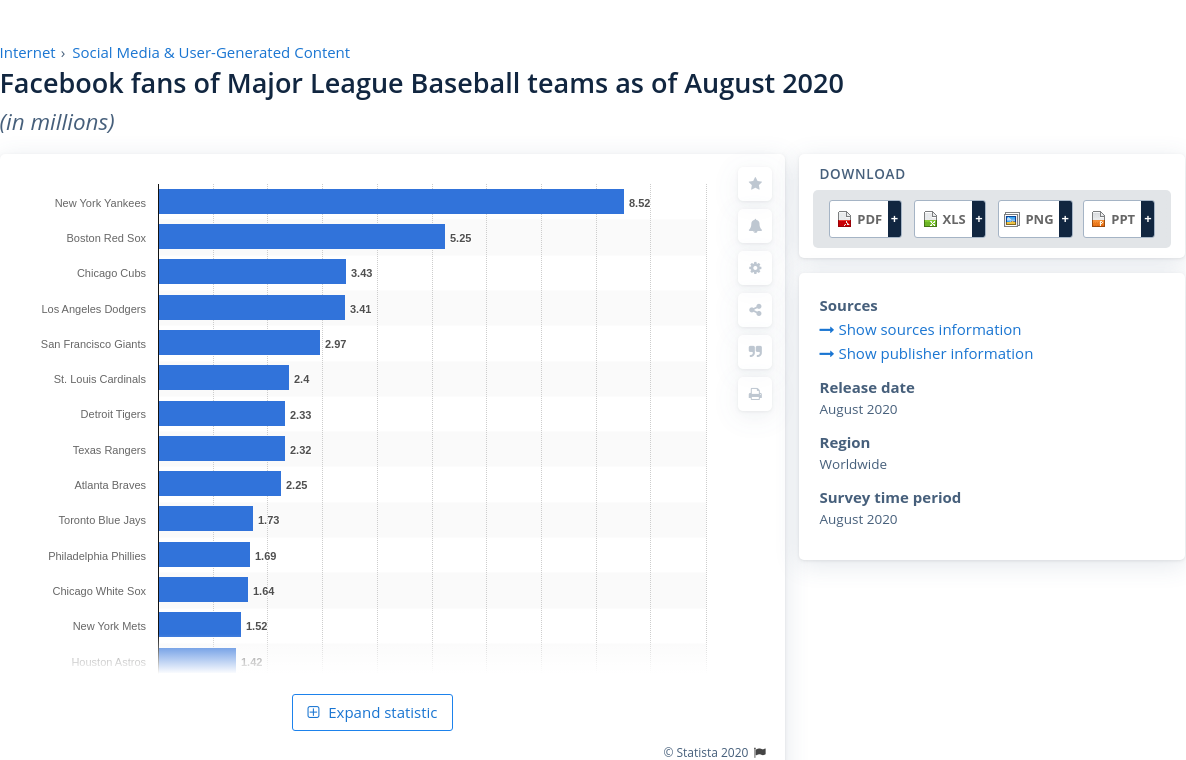 Internet › Social Media & User-Generated Content
Facebook fans of Major League Baseball teams as of August 2020
(in millions)
New York Yankees 8.52
Boston Red Sox 5.25
Chicago Cubs 3.43
Los Angeles Dodgers 3.41
San Francisco Giants 2.97
St. Louis Cardinals 2.4
Detroit Tigers 2.33
Texas Rangers 2.32
Atlanta Braves 2.25
Toronto Blue Jays 1.73
Philadelphia Phillies 1.69
Chicago White Sox 1.64
New York Mets 1.52
Houston Astros 1.42
Expand statistic
© Statista 2020
DOWNLOAD
PDF + XLS + PNG + PPT +
Sources
Show sources information
Show publisher information
Release date
August 2020
Region
Worldwide
Survey time period
August 2020